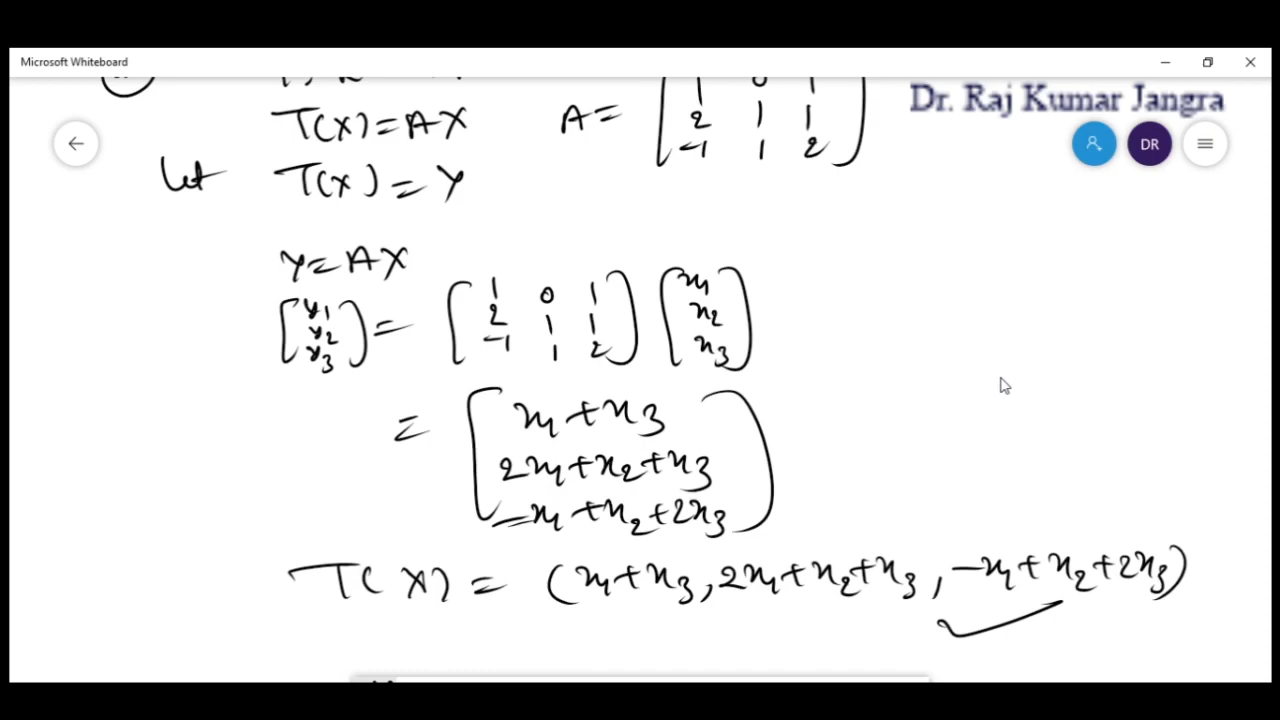 Microsoft Whiteboard
Dr. Raj Kumar Jangra
T(X) = AX A = [1 0 1
2 1 1
-1 1 2]
DR
Let T(X) = Y
Y = AX
[y1 y2 y3] = [1 0 1
2 1 1
-1 1 2] [x1 x2 x3]
= [x1 + x3
2x1 + x2 + x3
-x1 + x2 + 2x3]
T(X) = (x1 + x3, 2x1 + x2 + x3, -x1 + x2 + 2x3)